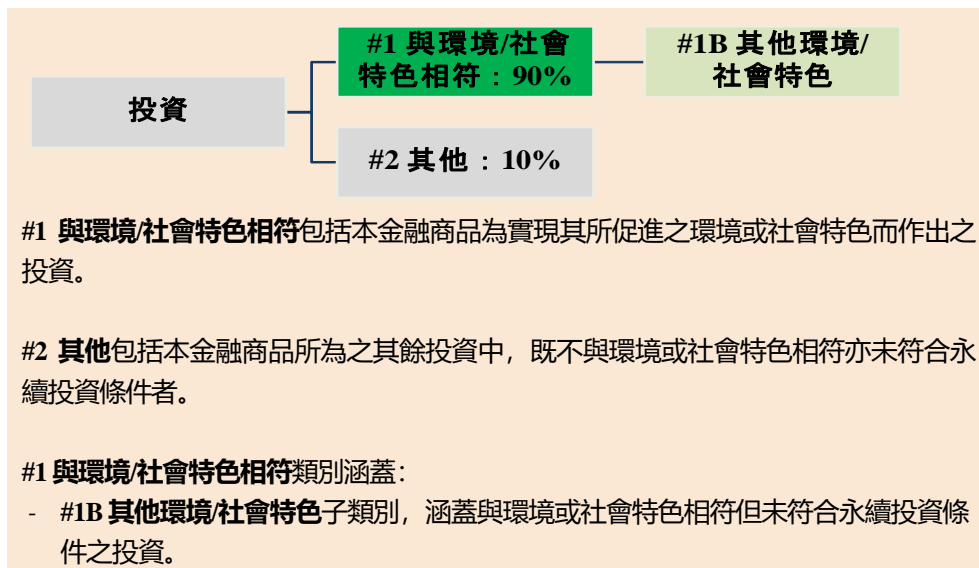 #1 與環境/社會
特色相符：90%
#1B 其他環境/
社會特色
投資
#2 其他：10%
#1 與環境/社會特色相符包括本金融商品為實現其所促進之環境或社會特色而作出之
投資。
#2 其他包括本金融商品所為之其餘投資中，既不與環境或社會特色相符亦未符合永
續投資條件者。
#1 與環境/社會特色相符類別涵蓋：
- #1B 其他環境/社會特色子類別，涵蓋與環境或社會特色相符但未符合永續投資條
件之投資。